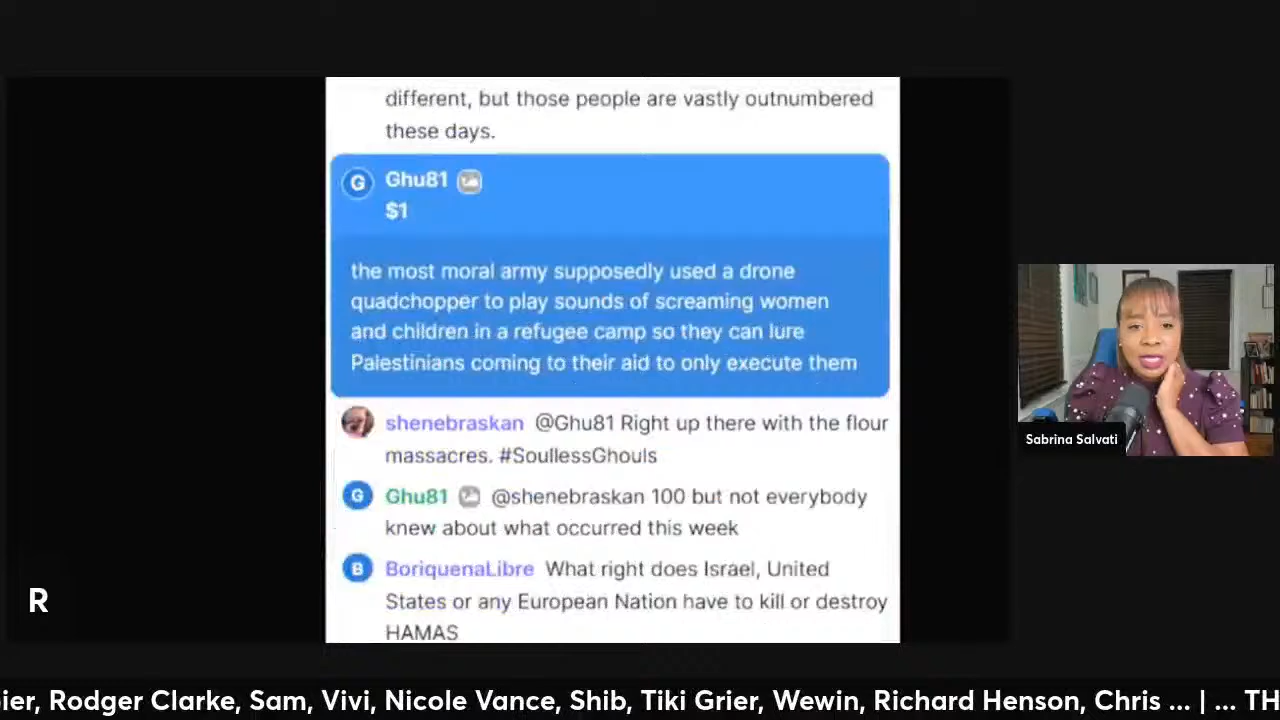 different, but those people are vastly outnumbered
these days.
G Ghu81
$1
the most moral army supposedly used a drone
quadchopper to play sounds of screaming women
and children in a refugee camp so they can lure
Palestinians coming to their aid to only execute them
shenebraskan @Ghu81 Right up there with the flour
massacres. #SoullessGhouls
G Ghu81 @shenebraskan 100 but not everybody
knew about what occurred this week
B BoriquenaLibre What right does Israel, United
States or any European Nation have to kill or destroy
HAMAS
Sabrina Salvati
R
ier, Rodger Clarke, Sam, Vivi, Nicole Vance, Shib, Tiki Grier, Wewin, Richard Henson, Chris ... | ... TH